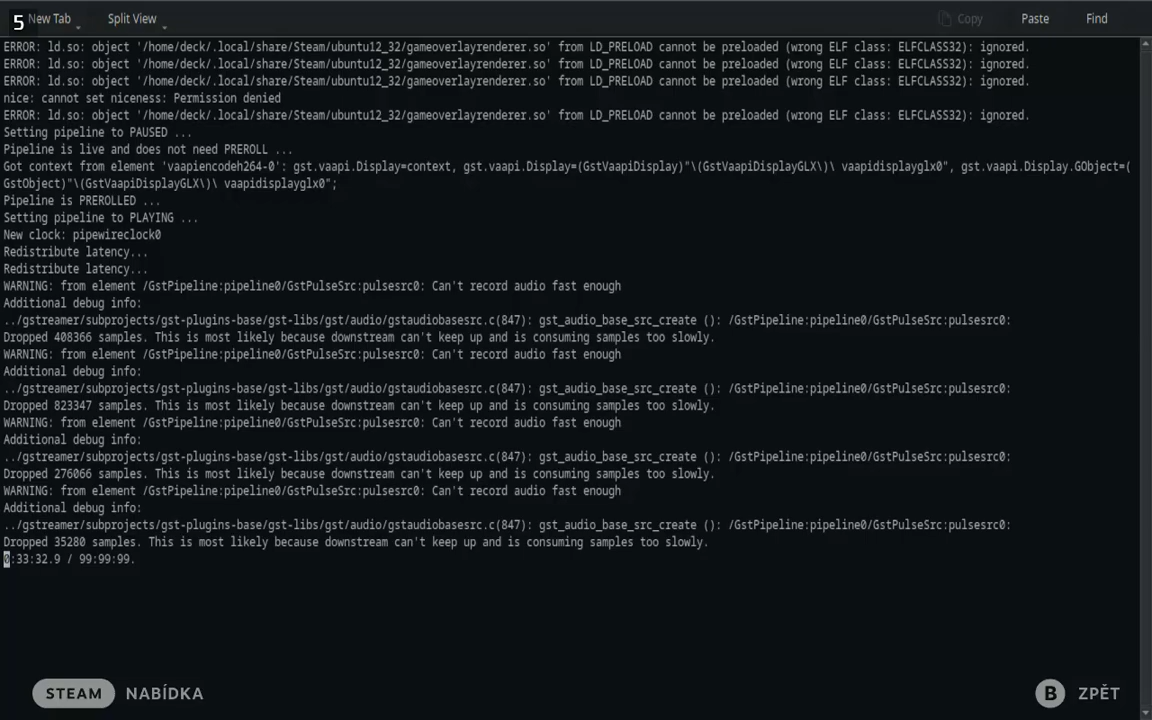 5 New Tab Split View Copy Paste Find
ERROR: ld.so: object '/home/deck/.local/share/Steam/ubuntu12_32/gameoverlayrenderer.so' from LD_PRELOAD cannot be preloaded (wrong ELF class: ELFCLASS32): ignored.
ERROR: ld.so: object '/home/deck/.local/share/Steam/ubuntu12_32/gameoverlayrenderer.so' from LD_PRELOAD cannot be preloaded (wrong ELF class: ELFCLASS32): ignored.
ERROR: ld.so: object '/home/deck/.local/share/Steam/ubuntu12_32/gameoverlayrenderer.so' from LD_PRELOAD cannot be preloaded (wrong ELF class: ELFCLASS32): ignored.
nice: cannot set niceness: Permission denied
ERROR: ld.so: object '/home/deck/.local/share/Steam/ubuntu12_32/gameoverlayrenderer.so' from LD_PRELOAD cannot be preloaded (wrong ELF class: ELFCLASS32): ignored.
Setting pipeline to PAUSED ...
Pipeline is live and does not need PREROLL ...
Got context from element 'vaapiencodeh264-0': gst.vaapi.Display=context, gst.vaapi.Display=(GstVaapiDisplay)"\(GstVaapiDisplayGLX\)\ vaapidisplayglx0", gst.vaapi.Display.GObject=(
GstObject)"\(GstVaapiDisplayGLX\)\ vaapidisplayglx0";
Pipeline is PREROLLED ...
Setting pipeline to PLAYING ...
New clock: pipewireclock0
Redistribute latency...
Redistribute latency...
WARNING: from element /GstPipeline:pipeline0/GstPulseSrc:pulsesrc0: Can't record audio fast enough
Additional debug info:
../gstreamer/subprojects/gst-plugins-base/gst-libs/gst/audio/gstaudiobasesrc.c(847): gst_audio_base_src_create (): /GstPipeline:pipeline0/GstPulseSrc:pulsesrc0:
Dropped 408366 samples. This is most likely because downstream can't keep up and is consuming samples too slowly.
WARNING: from element /GstPipeline:pipeline0/GstPulseSrc:pulsesrc0: Can't record audio fast enough
Additional debug info:
../gstreamer/subprojects/gst-plugins-base/gst-libs/gst/audio/gstaudiobasesrc.c(847): gst_audio_base_src_create (): /GstPipeline:pipeline0/GstPulseSrc:pulsesrc0:
Dropped 823347 samples. This is most likely because downstream can't keep up and is consuming samples too slowly.
WARNING: from element /GstPipeline:pipeline0/GstPulseSrc:pulsesrc0: Can't record audio fast enough
Additional debug info:
../gstreamer/subprojects/gst-plugins-base/gst-libs/gst/audio/gstaudiobasesrc.c(847): gst_audio_base_src_create (): /GstPipeline:pipeline0/GstPulseSrc:pulsesrc0:
Dropped 276066 samples. This is most likely because downstream can't keep up and is consuming samples too slowly.
WARNING: from element /GstPipeline:pipeline0/GstPulseSrc:pulsesrc0: Can't record audio fast enough
Additional debug info:
../gstreamer/subprojects/gst-plugins-base/gst-libs/gst/audio/gstaudiobasesrc.c(847): gst_audio_base_src_create (): /GstPipeline:pipeline0/GstPulseSrc:pulsesrc0:
Dropped 35280 samples. This is most likely because downstream can't keep up and is consuming samples too slowly.
0:33:32.9 / 99:99:99.
STEAM NABÍDKA B ZPĚT